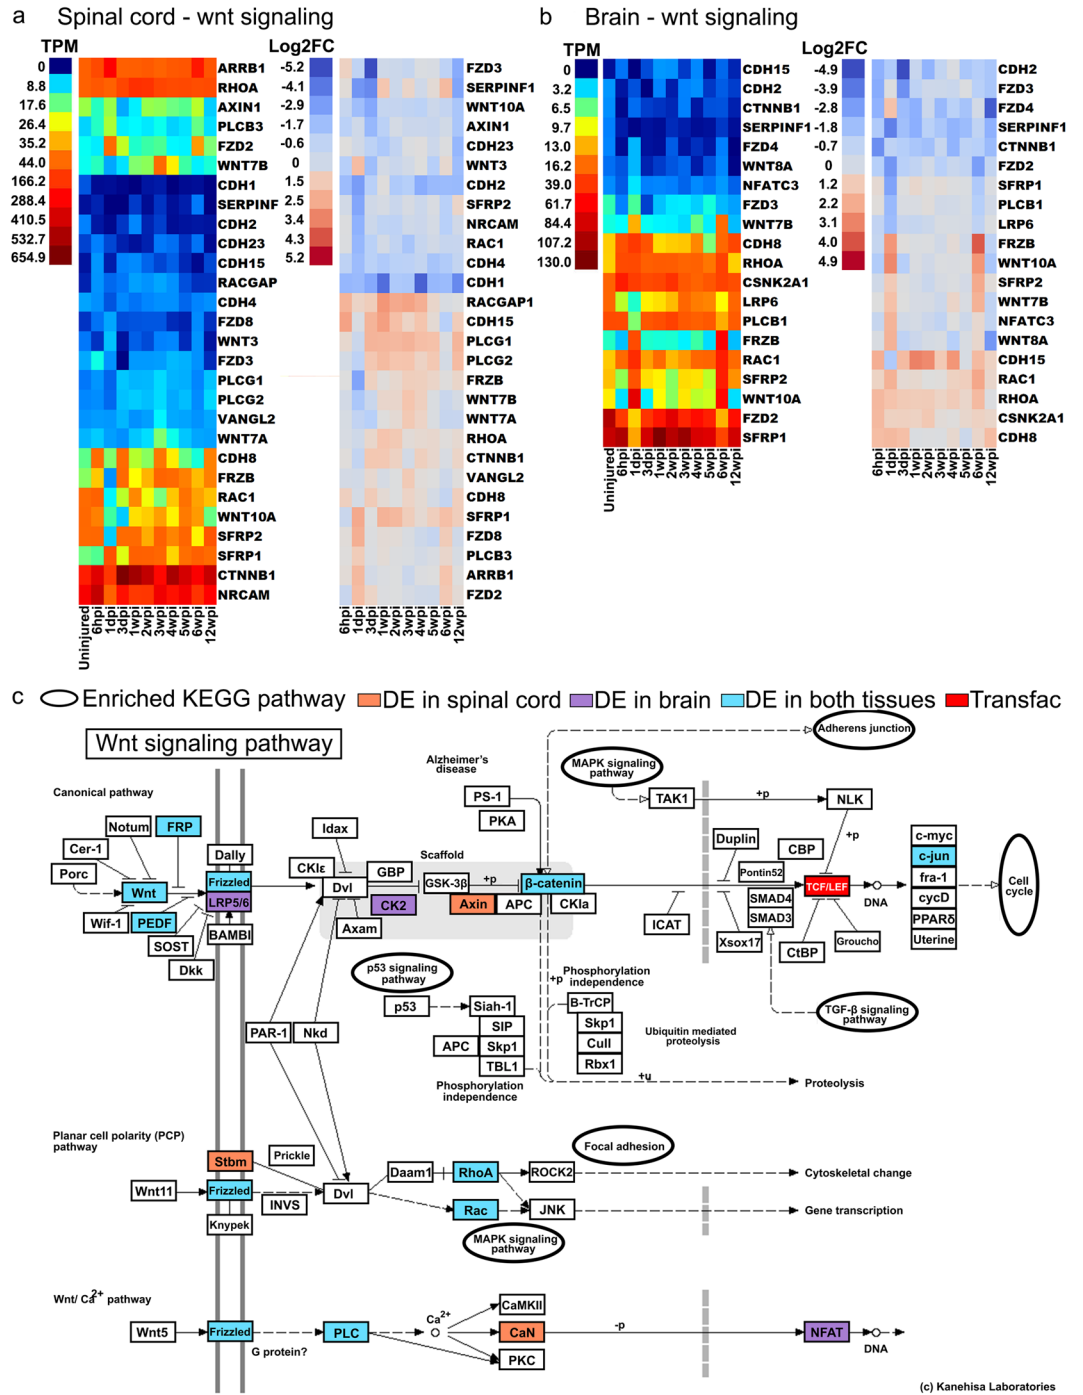 a Spinal cord - wnt signaling
TPM
0
8.8
17.6
26.4
35.2
44.0
166.2
288.4
410.5
532.7
654.9
ARRB1
RHOA
AXIN1
PLCB3
FZD2
WNT7B
CDH1
SERPINF
CDH2
CDH23
CDH15
RACGAP
CDH4
FZD8
WNT3
FZD3
PLCG1
PLCG2
VANGL2
WNT7A
CDH8
FRZB
RAC1
WNT10A
SFRP2
SFRP1
CTNNB1
NRCAM
Uninjured
6hpi
1dpi
3dpi
1wpi
2wpi
3wpi
4wpi
5wpi
6wpi
12wpi
Log2FC
-5.2
-4.1
-2.9
-1.7
-0.6
0
1.5
2.5
3.4
4.3
5.2
FZD3
SERPINF1
WNT10A
AXIN1
CDH23
WNT3
CDH2
SFRP2
NRCAM
RAC1
CDH4
CDH1
RACGAP1
CDH15
PLCG1
PLCG2
FRZB
WNT7B
WNT7A
RHOA
CTNNB1
VANGL2
CDH8
SFRP1
FZD8
PLCB3
ARRB1
FZD2
6hpi
1dpi
3dpi
1wpi
2wpi
3wpi
4wpi
5wpi
6wpi
12wpi
b Brain - wnt signaling
TPM
0
3.2
6.5
9.7
13.0
16.2
39.0
61.7
84.4
107.2
130.0
CDH15
CDH2
CTNNB1
SERPINF1
FZD4
WNT8A
NFATC3
FZD3
WNT7B
CDH8
RHOA
CSNK2A1
LRP6
PLCB1
FRZB
RAC1
SFRP2
WNT10A
FZD2
SFRP1
Uninjured
6hpi
1dpi
3dpi
1wpi
2wpi
3wpi
4wpi
5wpi
6wpi
12wpi
Log2FC
-4.9
-3.9
-2.8
-1.8
-0.7
0
1.2
2.2
3.1
4.0
4.9
CDH2
FZD3
FZD4
SERPINF1
CTNNB1
FZD2
SFRP1
PLCB1
LRP6
FRZB
WNT10A
SFRP2
WNT7B
NFATC3
WNT8A
CDH15
RAC1
RHOA
CSNK2A1
CDH8
6hpi
1dpi
3dpi
1wpi
2wpi
3wpi
4wpi
5wpi
6wpi
12wpi
c Enriched KEGG pathway DE in spinal cord DE in brain DE in both tissues Transfac
Wnt signaling pathway
Canonical pathway
Notum
FRP
Cer-1
Porc
Wnt
Wif-1
PEDF
SOST
Dkk
Dally
Frizzled
LRP5/6
BAMBI
Idax
CKIε
Dvl
GBP
CK2
Axam
Scaffold
GSK-3β
+p
Axin
APC
β-catenin
CKIa
Alzheimer's
disease
PS-1
PKA
MAPK signaling
pathway
Adherens junction
TAK1
+p
NLK
+p
Duplin
CBP
Pontin52
SMAD4
SMAD3
TCF/LEF
DNA
ICAT
Xsox17
CtBP
Groucho
c-myc
c-jun
fra-1
cycD
PPARδ
Uterine
Cell
cycle
TGF-β signaling
pathway
p53 signaling
pathway
p53
Siah-1
SIP
APC
Skp1
TBL1
Phosphorylation
independence
+p
Phosphorylation
independence
B-TrCP
Skp1
Cull
Rbx1
Ubiquitin mediated
proteolysis
+u
Proteolysis
PAR-1
Nkd
Planar cell polarity (PCP)
pathway
Stbm
Prickle
Wnt11
Frizzled
INVS
Knypek
Dvl
Daam1
RhoA
ROCK2
Focal adhesion
Cytoskeletal change
Rac
JNK
Gene transcription
MAPK signaling
pathway
Wnt/ Ca2+ pathway
Wnt5
Frizzled
G protein?
PLC
Ca2+
CaMKII
CaN
PKC
-p
NFAT
DNA
(c) Kanehisa Laboratories